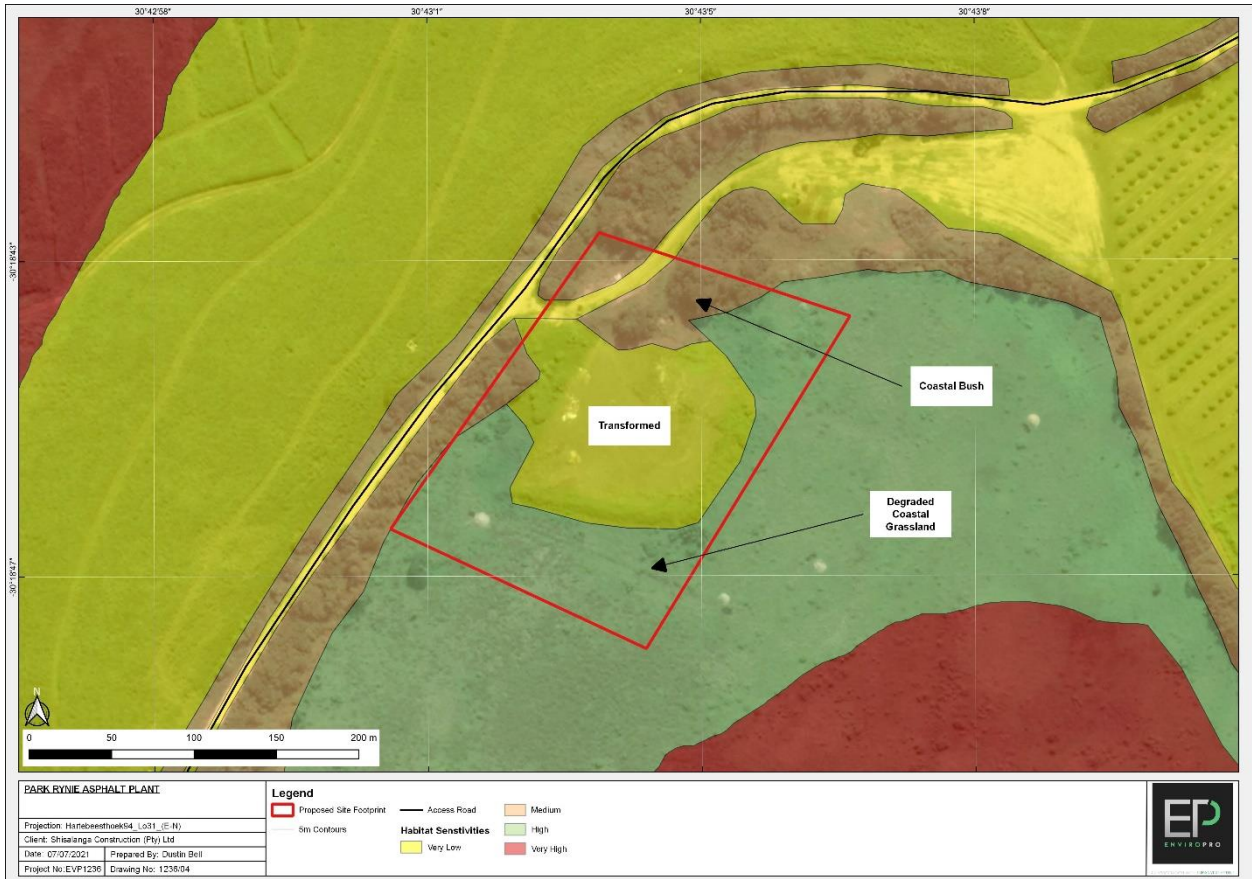 30°42'58"
30°43'1"
30°43'5"
30°43'8"
-30°18'43"
-30°18'47"
Coastal Bush
Transformed
Degraded
Coastal
Grassland
N
0 50 100 150 200 m
PARK RYNIE ASPHALT PLANT
Projection: Hartebeesthoek94_Lo31_(E-N)
Client: Shisalanga Construction (Pty) Ltd
Date: 07/07/2021 Prepared By: Dustin Bell
Project No:EVP1236 Drawing No: 1236/04
Legend
Proposed Site Footprint
5m Contours
Access Road
Habitat Senstivities
Very Low
Medium
High
Very High
EP
ENVIROPRO